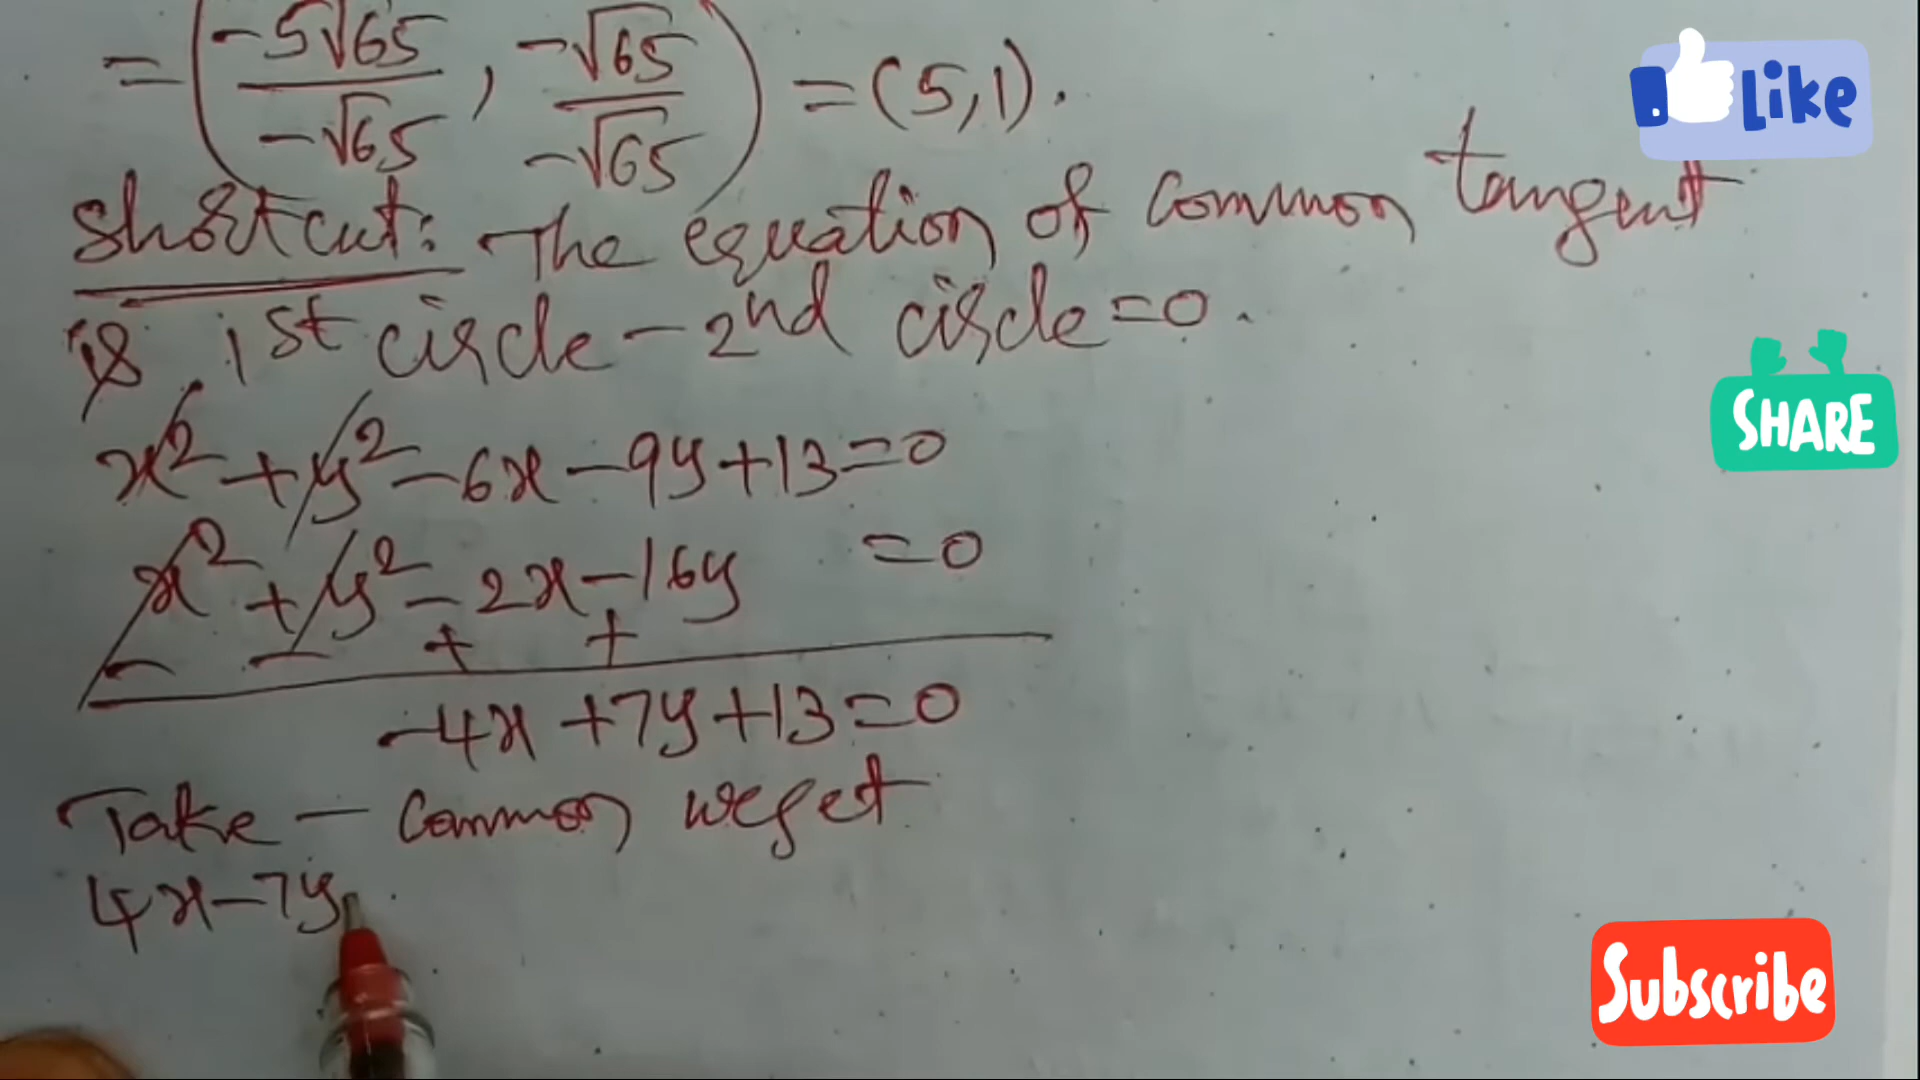 = (-5√65/-√65, -√65/-√65) = (5,1).
Shortcut: The equation of common tangent
is 1st circle - 2nd circle = 0.
x² + y² - 6x - 9y + 13 = 0
x² + y² - 2x - 16y = 0
- - + +
-4x + 7y + 13 = 0
Take - common we get
4x - 7y
Like
SHARE
Subscribe